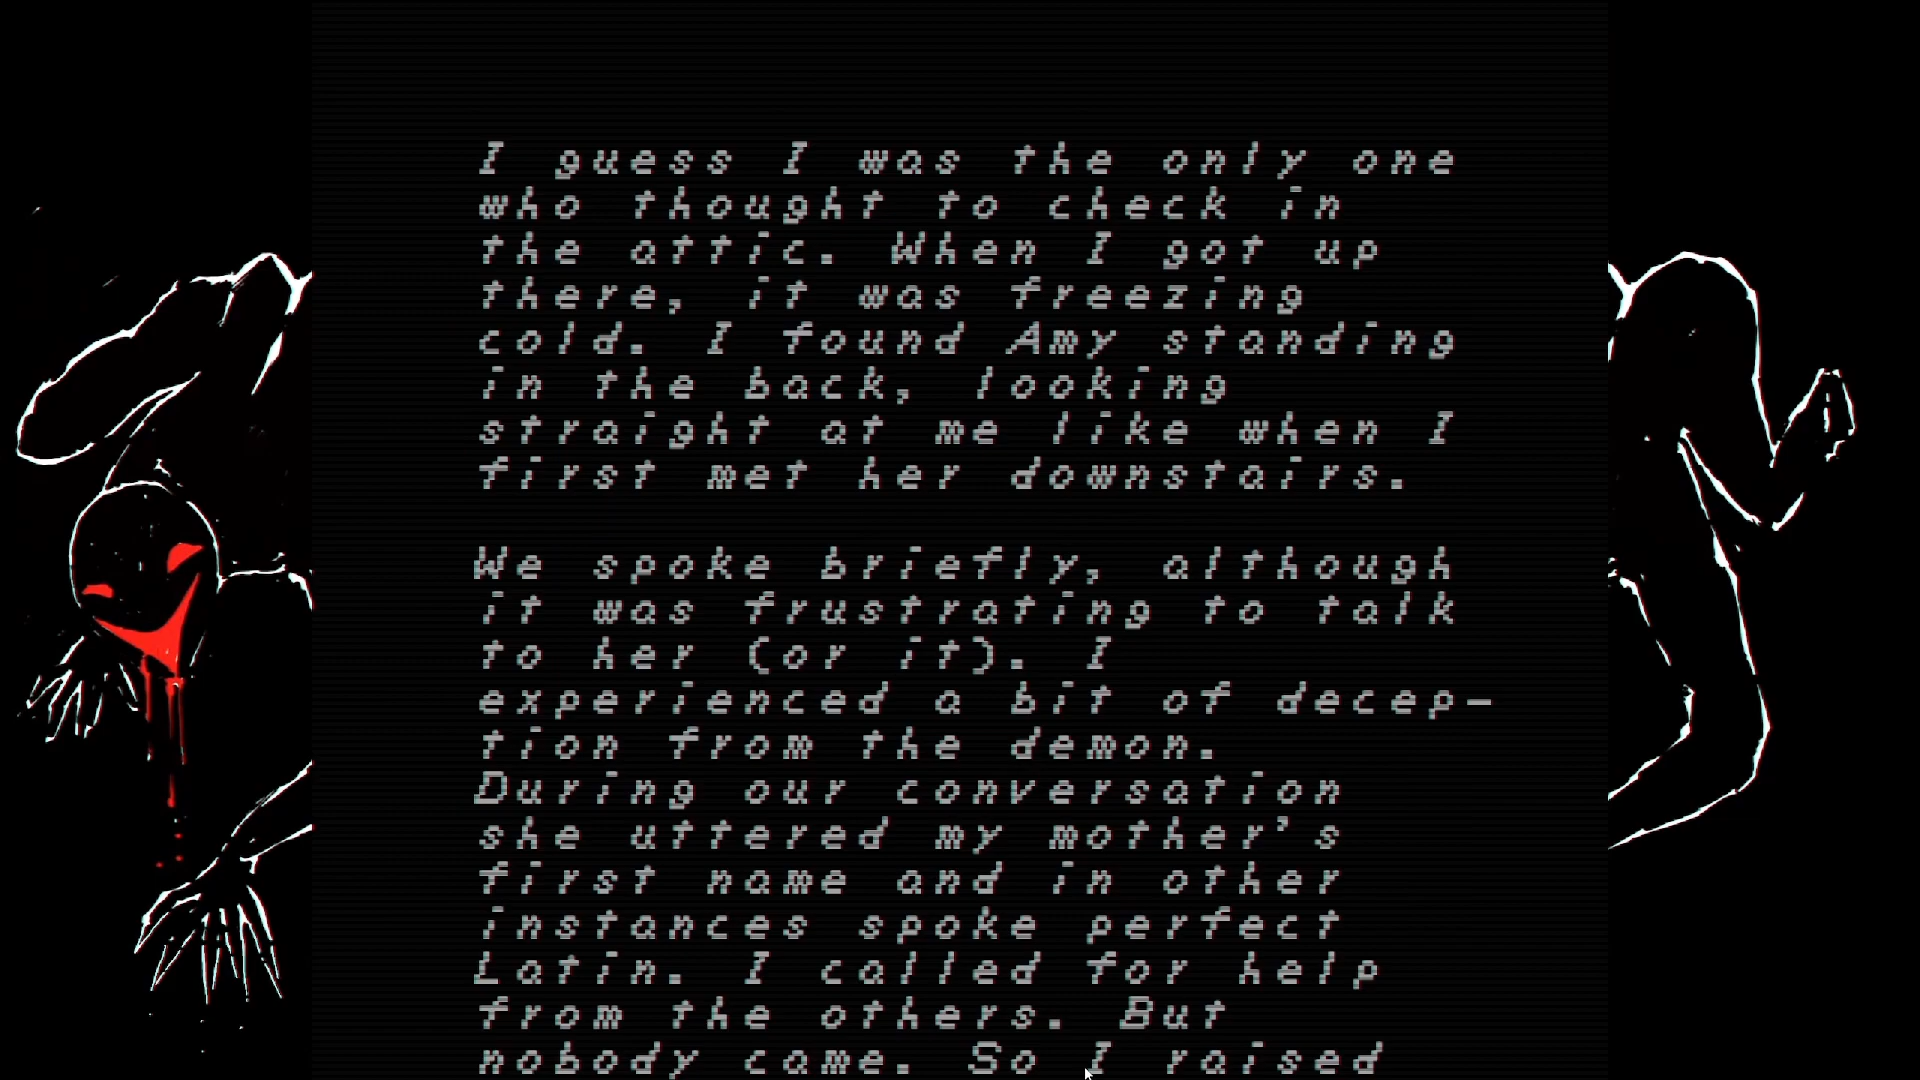 I guess I was the only one
who thought to check in
the attic. When I got up
there, it was freezing
cold. I found Amy standing
in the back, looking
straight at me like when I
first met her downstairs.
We spoke briefly, although
it was frustrating to talk
to her (or it). I
experienced a bit of decep-
tion from the demon.
During our conversation
she uttered my mother's
first name and in other
instances spoke perfect
Latin. I called for help
from the others. But
nobody came. So I raised